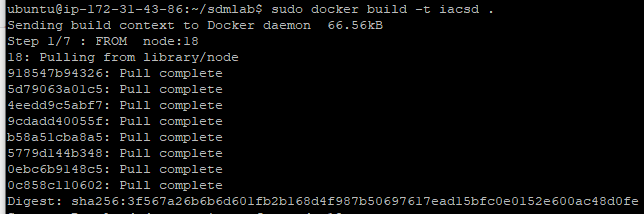 ubuntu@ip-172-31-43-86:~/sdmlab$ sudo docker build -t iacsd .
Sending build context to Docker daemon  66.56kB
Step 1/7 : FROM  node:18
18: Pulling from library/node
918547b94326: Pull complete
5d79063a01c5: Pull complete
4eedd9c5abf7: Pull complete
9cdadd40055f: Pull complete
b58a51cba8a5: Pull complete
5779d144b348: Pull complete
0ebc6b9148c5: Pull complete
0c858c110602: Pull complete
Digest: sha256:3f567a26b6b6d601fb2b168d4f987b50697617ead15bfc0e0152e600ac48d0fe